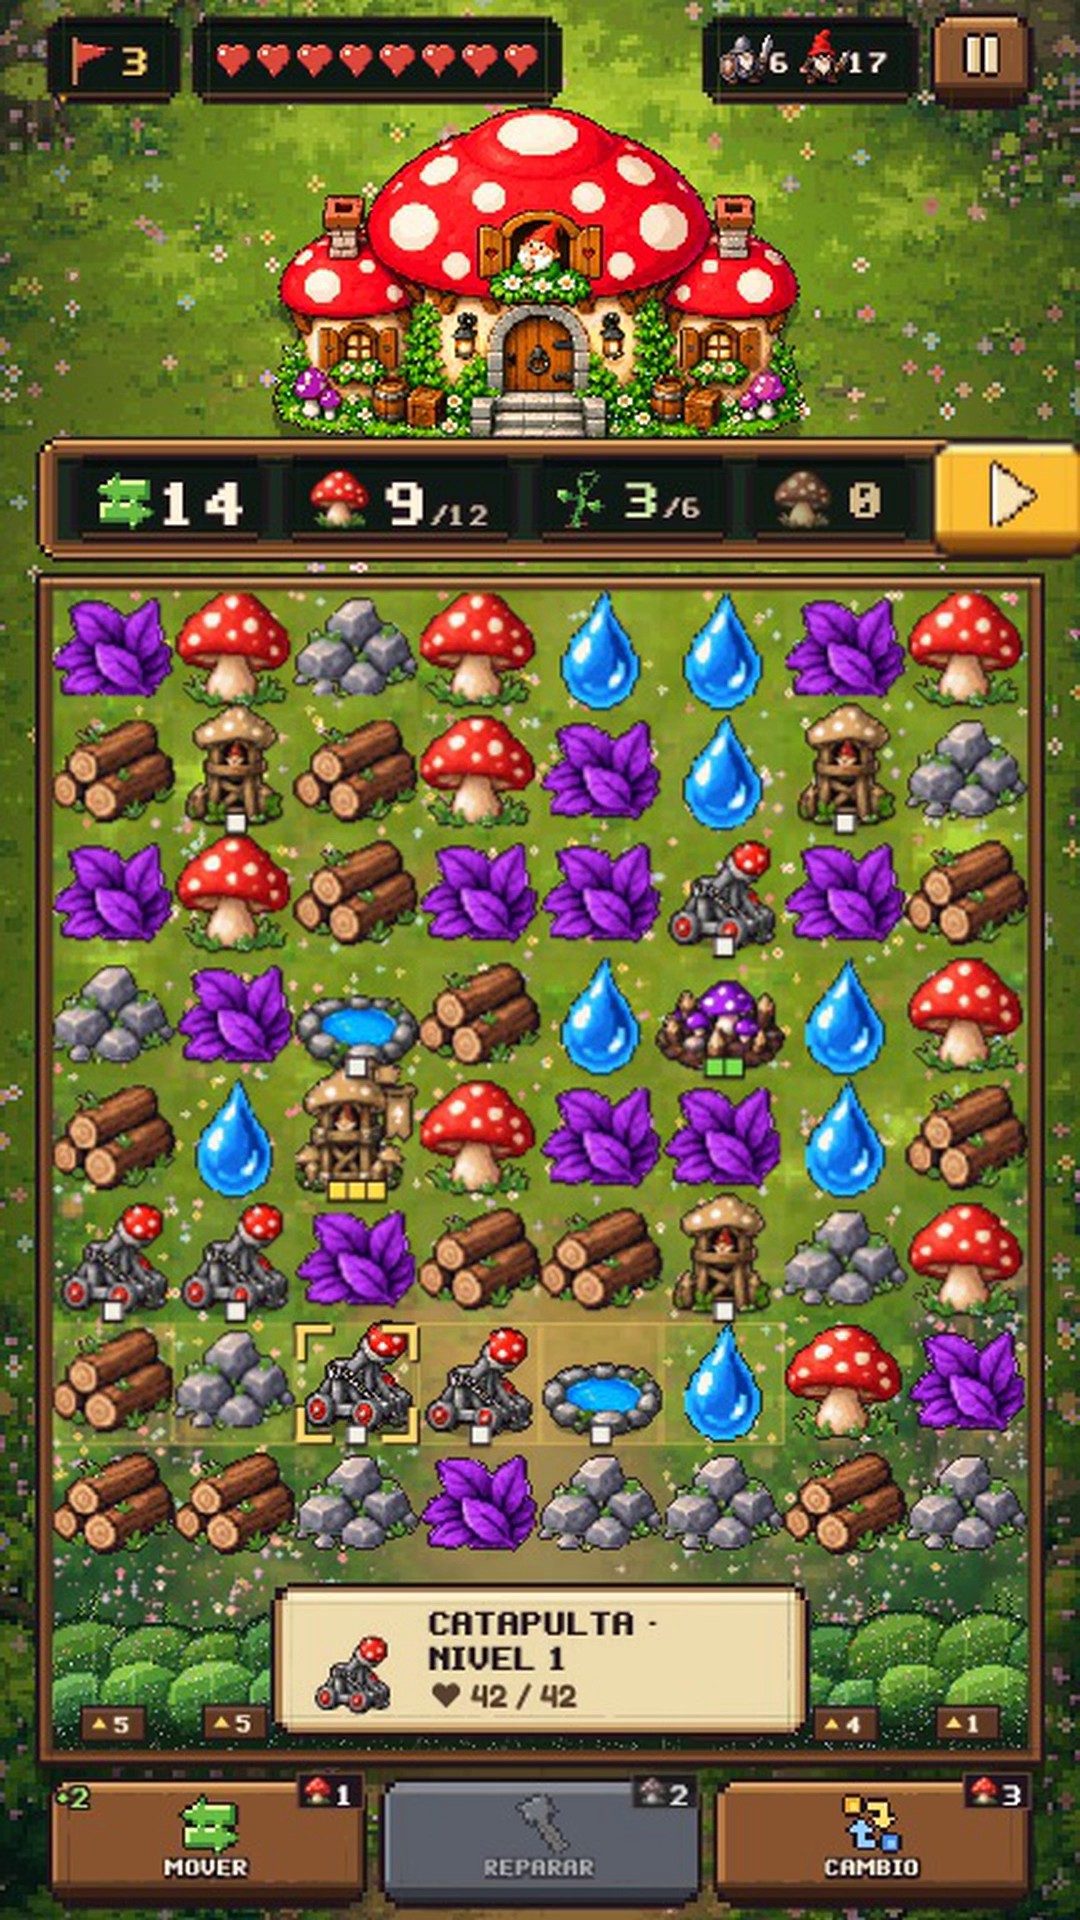 3
6 17
14 9/12 3/6 0
CATAPULTA ·
NIVEL 1
42 / 42
5 5 4 1
+2 1 2 3
MOVER REPARAR CAMBIO